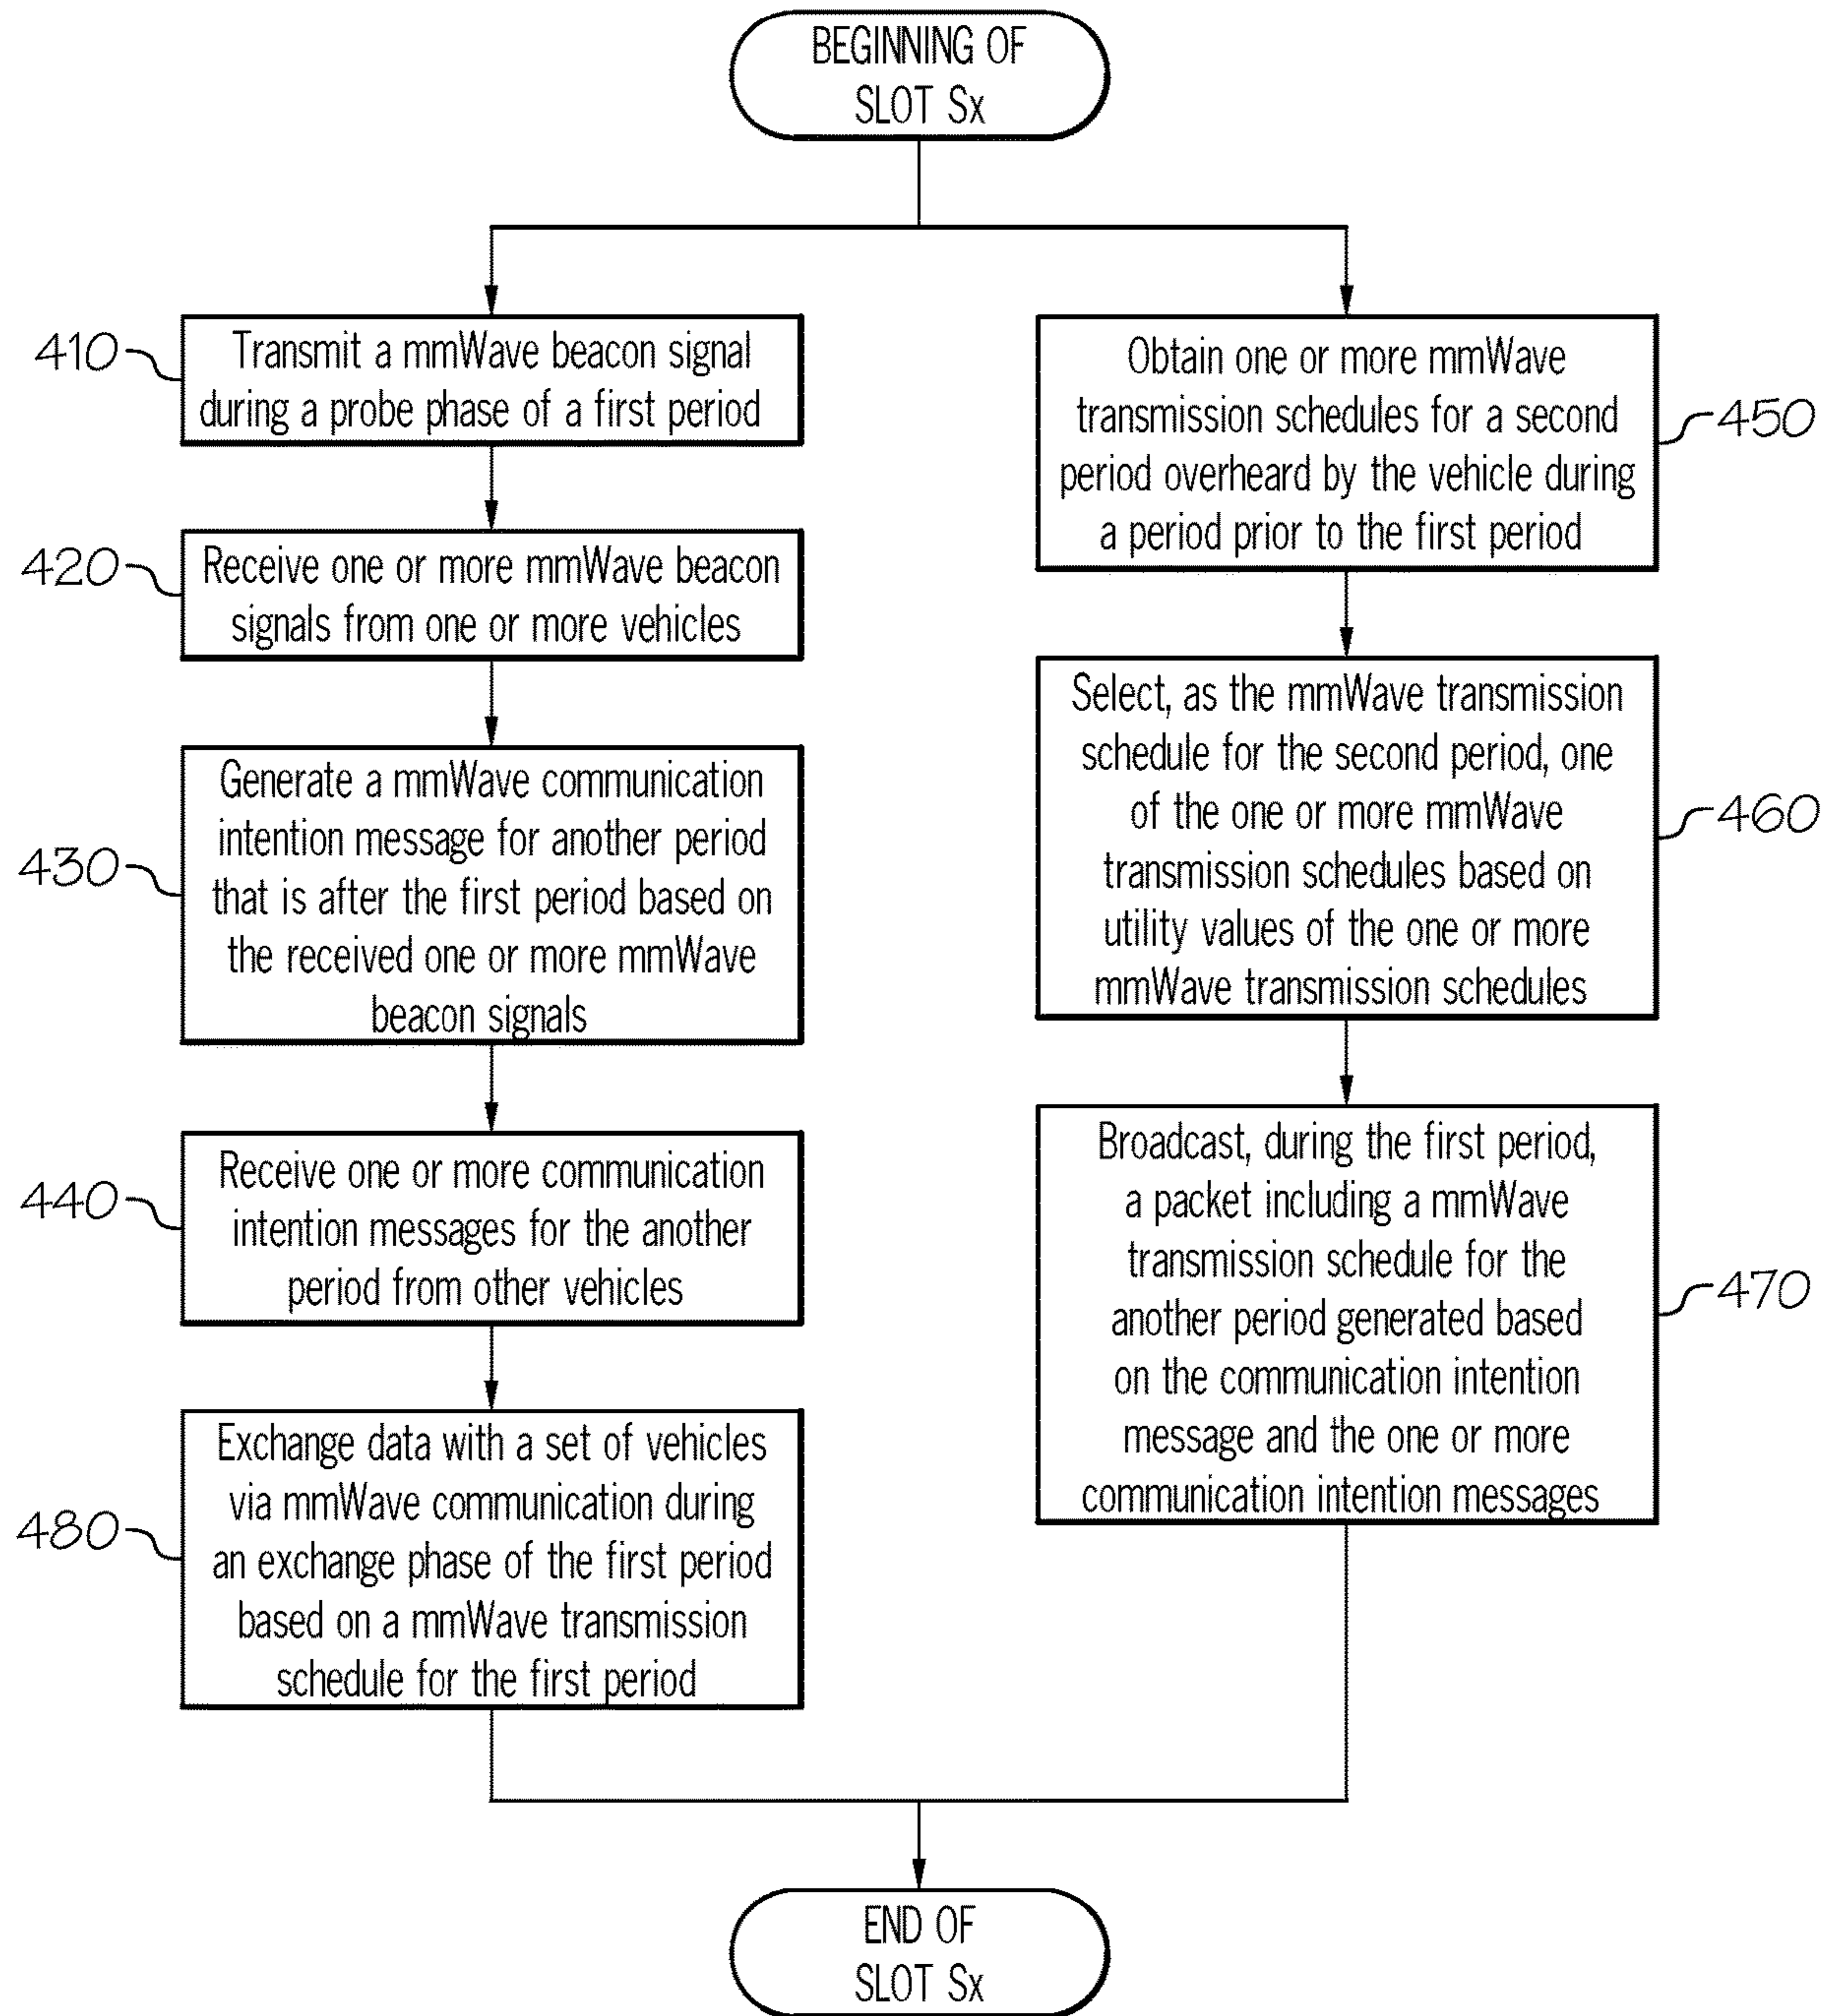 BEGINNING OF
SLOT Sx
410
Transmit a mmWave beacon signal
during a probe phase of a first period
420
Receive one or more mmWave beacon
signals from one or more vehicles
430
Generate a mmWave communication
intention message for another period
that is after the first period based on
the received one or more mmWave
beacon signals
440
Receive one or more communication
intention messages for the another
period from other vehicles
480
Exchange data with a set of vehicles
via mmWave communication during
an exchange phase of the first period
based on a mmWave transmission
schedule for the first period
Obtain one or more mmWave
transmission schedules for a second
period overheard by the vehicle during
a period prior to the first period
450
Select, as the mmWave transmission
schedule for the second period, one
of the one or more mmWave
transmission schedules based on
utility values of the one or more
mmWave transmission schedules
460
Broadcast, during the first period,
a packet including a mmWave
transmission schedule for the
another period generated based
on the communication intention
message and the one or more
communication intention messages
470
END OF
SLOT Sx